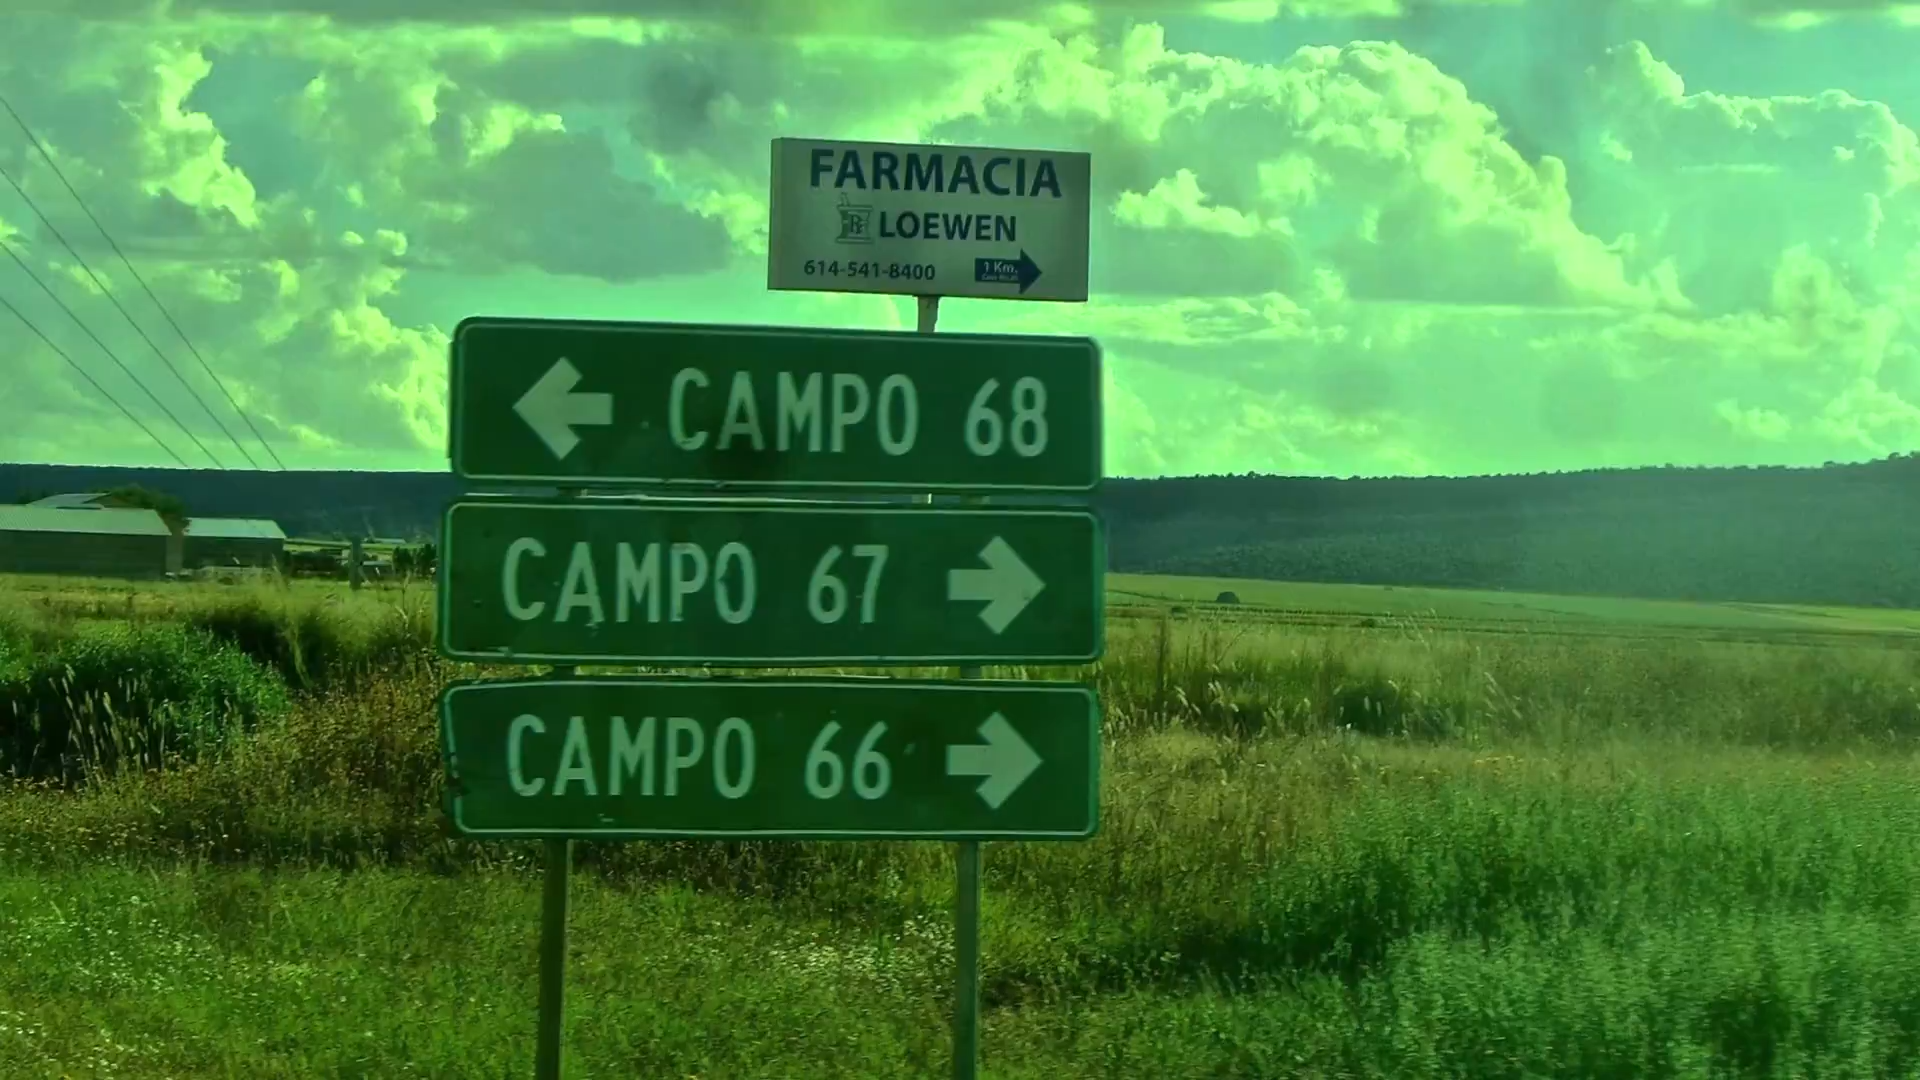 FARMACIA
LOEWEN
614-541-8400
1 Km.
CAMPO 68
CAMPO 67
CAMPO 66